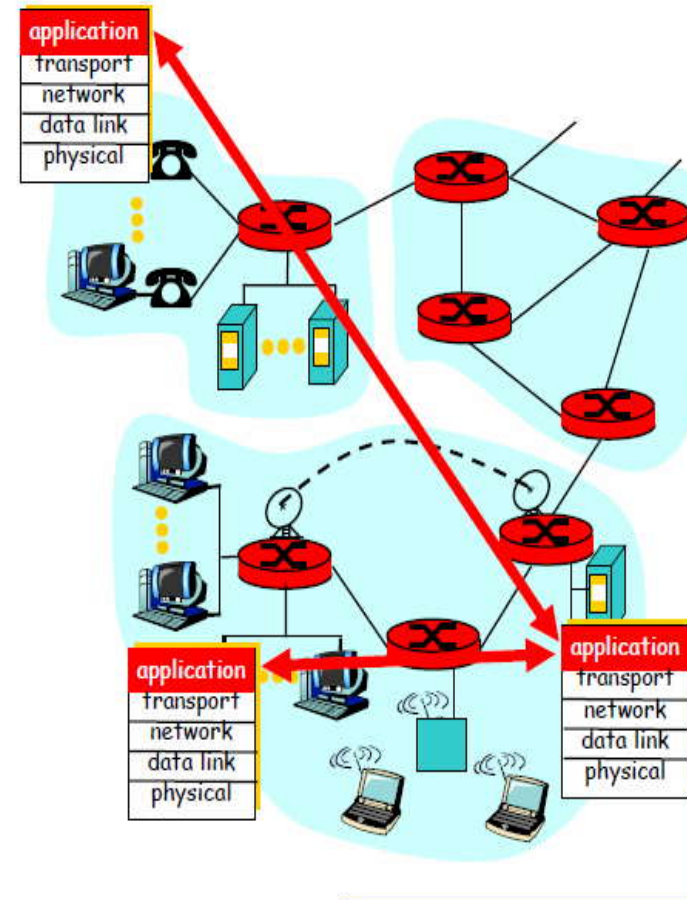 application
transport
network
data link
physical
application
transport
network
data link
physical
application
transport
network
data link
physical